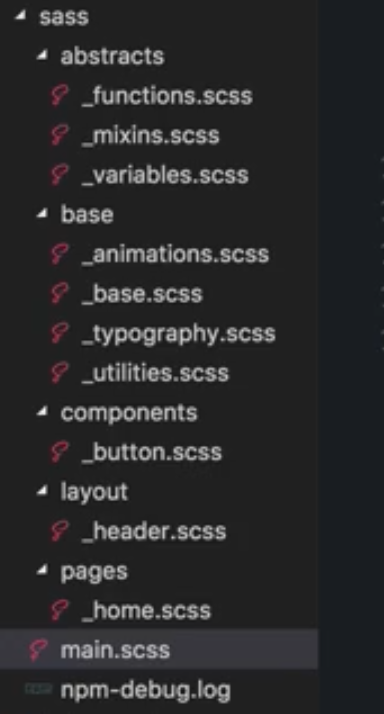 sass
abstracts
_functions.scss
_mixins.scss
_variables.scss
base
_animations.scss
_base.scss
_typography.scss
_utilities.scss
components
_button.scss
layout
_header.scss
pages
_home.scss
main.scss
npm-debug.log